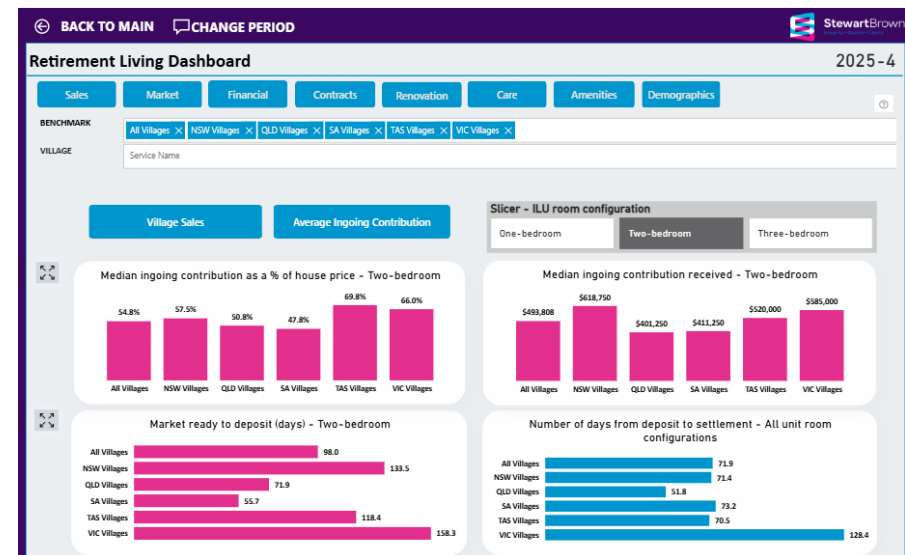 BACK TO MAIN CHANGE PERIOD
StewartBrown
Integrity • Quality • Clarity
Retirement Living Dashboard 2025-4
Sales Market Financial Contracts Renovation Care Amenities Demographics
?
BENCHMARK
All Villages × NSW Villages × QLD Villages × SA Villages × TAS Villages × VIC Villages ×
VILLAGE
Service Name
Village Sales Average Ingoing Contribution
Slicer - ILU room configuration
One-bedroom Two-bedroom Three-bedroom
Median ingoing contribution as a % of house price - Two-bedroom
54.8% 57.5% 50.8% 47.8% 69.8% 66.0%
All Villages NSW Villages QLD Villages SA Villages TAS Villages VIC Villages
Median ingoing contribution received - Two-bedroom
$493,808 $618,750 $401,250 $411,250 $520,000 $585,000
All Villages NSW Villages QLD Villages SA Villages TAS Villages VIC Villages
Market ready to deposit (days) - Two-bedroom
All Villages 98.0
NSW Villages 133.5
QLD Villages 71.9
SA Villages 55.7
TAS Villages 118.4
VIC Villages 158.3
Number of days from deposit to settlement - All unit room
configurations
All Villages 71.9
NSW Villages 71.4
QLD Villages 51.8
SA Villages 73.2
TAS Villages 70.5
VIC Villages 128.4